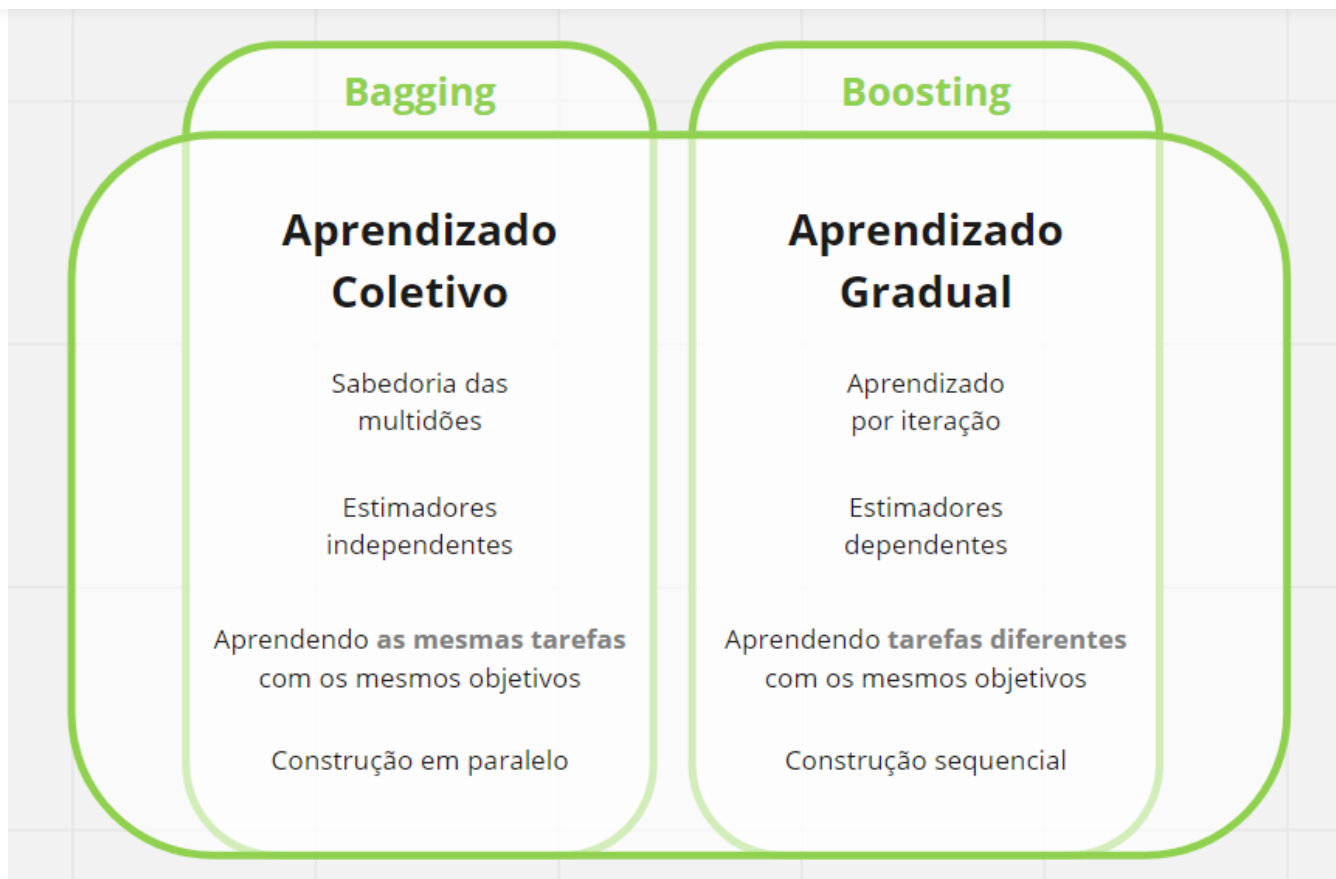 Bagging
Aprendizado
Coletivo
Sabedoria das
multidões
Estimadores
independentes
Aprendendo as mesmas tarefas
com os mesmos objetivos
Construção em paralelo
Boosting
Aprendizado
Gradual
Aprendizado
por iteração
Estimadores
dependentes
Aprendendo tarefas diferentes
com os mesmos objetivos
Construção sequencial